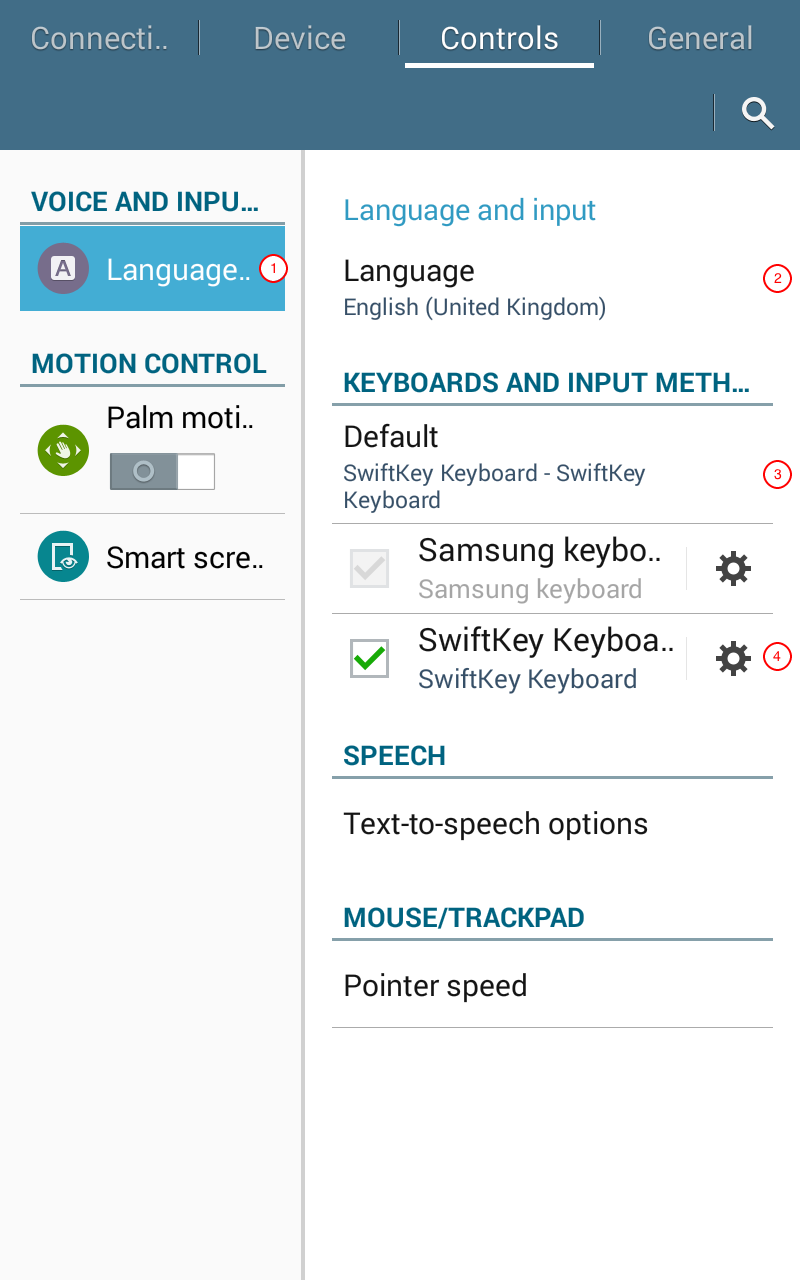 Connecti..
Device
Controls
General
VOICE AND INPU...
A
Language..
1
MOTION CONTROL
Palm moti..
Smart scre..
Language and input
Language
English (United Kingdom)
2
KEYBOARDS AND INPUT METH...
Default
SwiftKey Keyboard - SwiftKey
Keyboard
3
Samsung keybo..
Samsung keyboard
SwiftKey Keyboa..
SwiftKey Keyboard
4
SPEECH
Text-to-speech options
MOUSE/TRACKPAD
Pointer speed